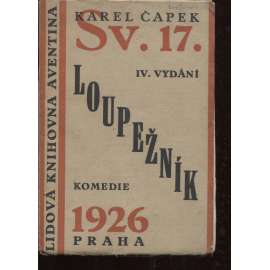 KAREL ČAPEK
SV. 17.
IV. VYDÁNÍ
LOUPEŽNÍK
KOMEDIE
1926
PRAHA
LIDOVÁ KNIHOVNA AVENTINA